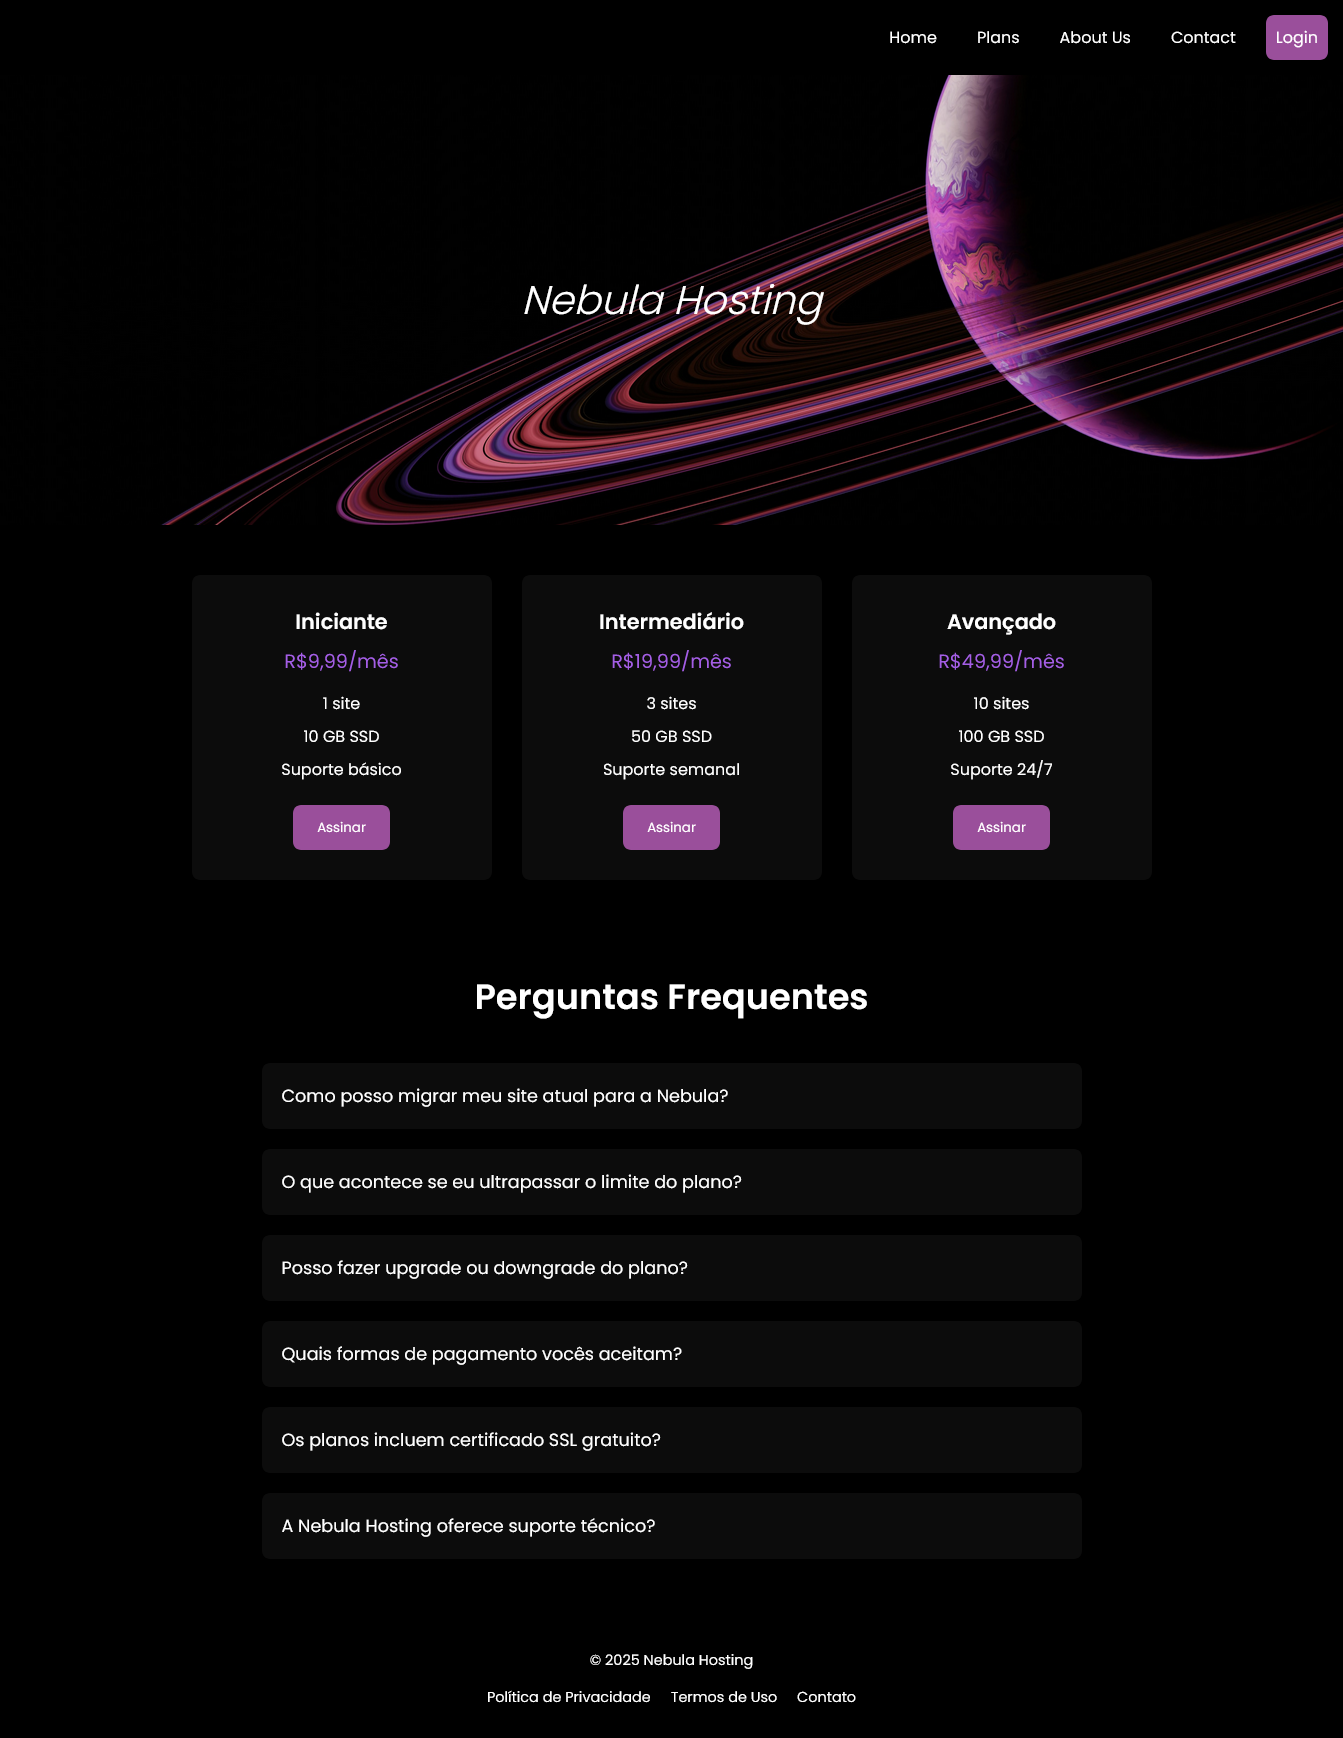 Home Plans About Us Contact Login
Nebula Hosting
Iniciante
R$9,99/mês
1 site
10 GB SSD
Suporte básico
Assinar
Intermediário
R$19,99/mês
3 sites
50 GB SSD
Suporte semanal
Assinar
Avançado
R$49,99/mês
10 sites
100 GB SSD
Suporte 24/7
Assinar
Perguntas Frequentes
Como posso migrar meu site atual para a Nebula?
O que acontece se eu ultrapassar o limite do plano?
Posso fazer upgrade ou downgrade do plano?
Quais formas de pagamento vocês aceitam?
Os planos incluem certificado SSL gratuito?
A Nebula Hosting oferece suporte técnico?
© 2025 Nebula Hosting
Política de Privacidade Termos de Uso Contato